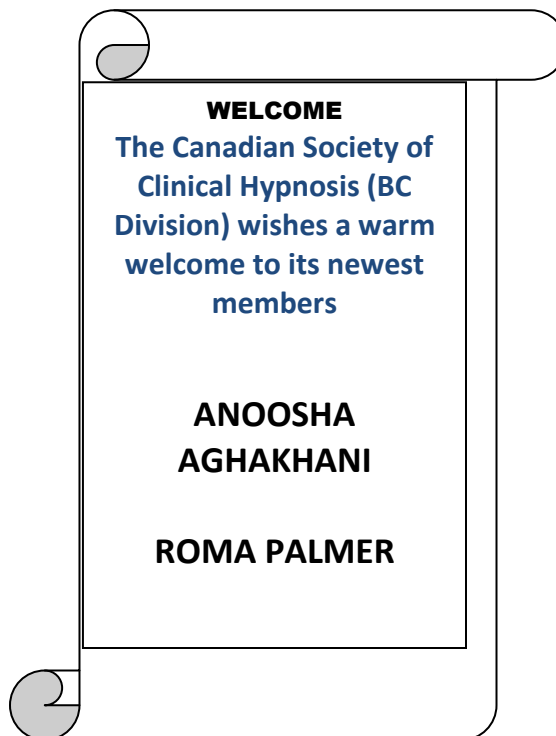 WELCOME
The Canadian Society of
Clinical Hypnosis (BC
Division) wishes a warm
welcome to its newest
members
ANOOSHA
AGHAKHANI
ROMA PALMER